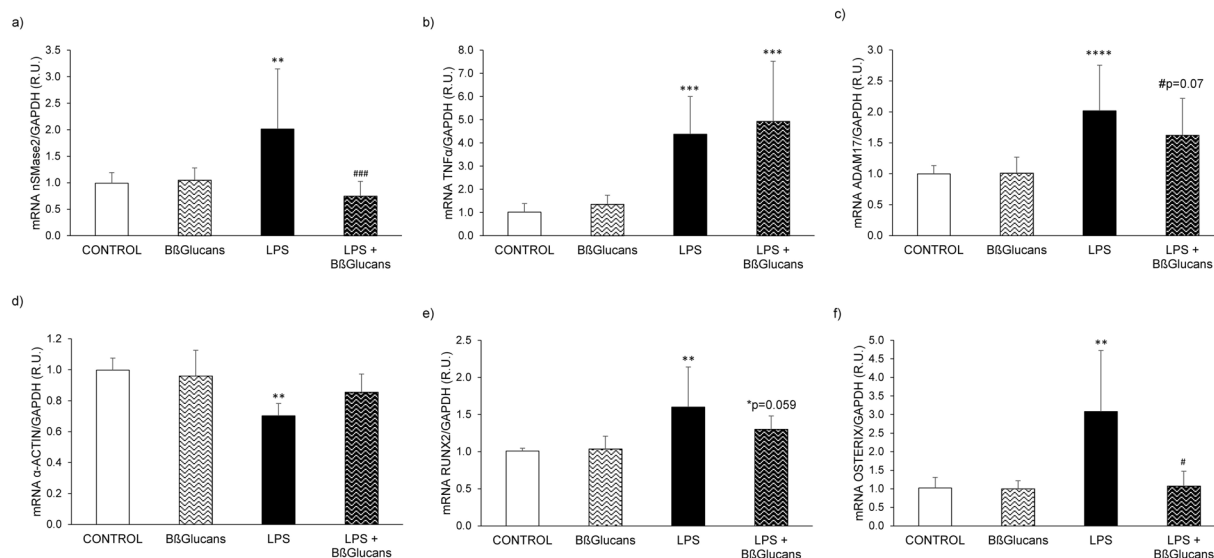 a)
mRNA nSMase2/GAPDH (R.U.)
3.5
3.0
2.5
2.0
1.5
1.0
0.5
0.0
**
###
CONTROL
BßGlucans
LPS
LPS +
BßGlucans
b)
mRNA TNFα/GAPDH (R.U.)
8.0
7.0
6.0
5.0
4.0
3.0
2.0
1.0
0.0
***
***
CONTROL
BßGlucans
LPS
LPS +
BßGlucans
c)
mRNA ADAM17/GAPDH (R.U.)
3.0
2.5
2.0
1.5
1.0
0.5
0.0
****
#p=0.07
CONTROL
BßGlucans
LPS
LPS +
BßGlucans
d)
mRNA α-ACTIN/GAPDH (R.U.)
1.2
1.0
0.8
0.6
0.4
0.2
0.0
**
CONTROL
BßGlucans
LPS
LPS +
BßGlucans
e)
mRNA RUNX2/GAPDH (R.U.)
2.5
2.0
1.5
1.0
0.5
0.0
**
*p=0.059
CONTROL
BßGlucans
LPS
LPS +
BßGlucans
f)
mRNA OSTERIX/GAPDH (R.U.)
5.0
4.5
4.0
3.5
3.0
2.5
2.0
1.5
1.0
0.5
0.0
**
#
CONTROL
BßGlucans
LPS
LPS +
BßGlucans